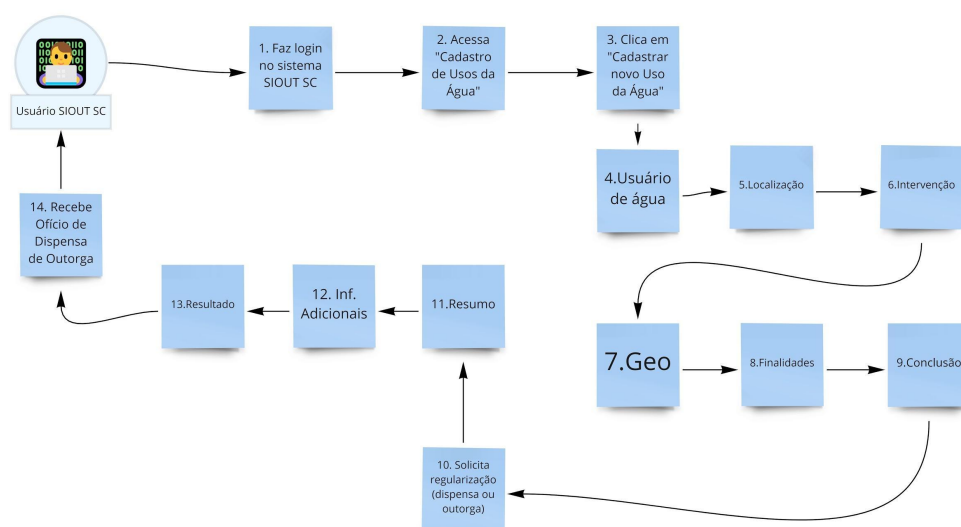 Usuário SIOUT SC
1. Faz login
no sistema
SIOUT SC
2. Acessa
"Cadastro
de Usos da
Água"
3. Clica em
"Cadastrar
novo Uso
da Água"
4.Usuário
de água
5.Localização
6.Intervenção
7.Geo
8.Finalidades
9.Conclusão
10. Solicita
regularização
(dispensa ou
outorga)
11.Resumo
12. Inf.
Adicionais
13.Resultado
14. Recebe
Ofício de
Dispensa
de Outorga